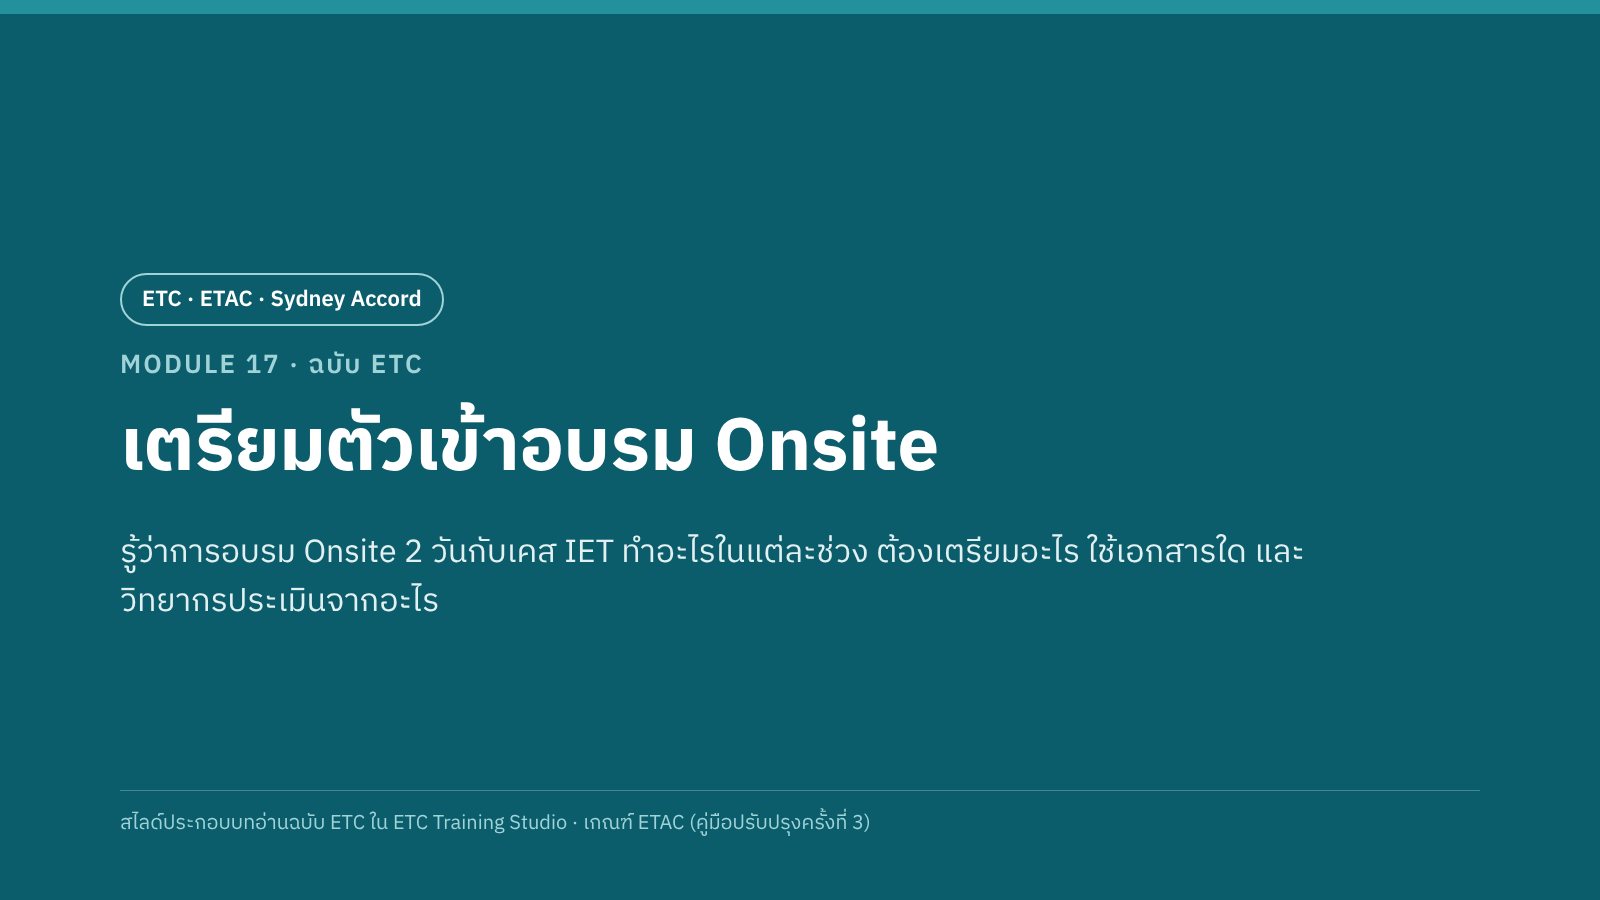 ETC · ETAC · Sydney Accord
MODULE 17 · ฉบับ ETC
เตรียมตัวเข้าอบรม Onsite
รู้ว่าการอบรม Onsite 2 วันกับเคส IET ทำอะไรในแต่ละช่วง ต้องเตรียมอะไร ใช้เอกสารใด และ
วิทยากรประเมินจากอะไร
สไลด์ประกอบบทอ่านฉบับ ETC ใน ETC Training Studio · เกณฑ์ ETAC (คู่มือปรับปรุงครั้งที่ 3)